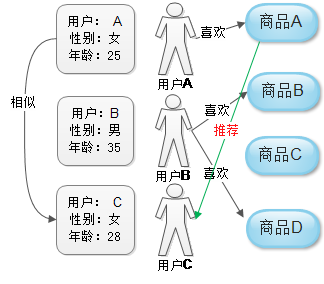 用户： A
性别：女
年龄：25
喜欢
商品A
用户A
相似
用户： B
性别：男
年龄：35
喜欢
商品B
推荐
用户B
喜欢
商品C
用户： C
性别：女
年龄：28
商品D
用户C